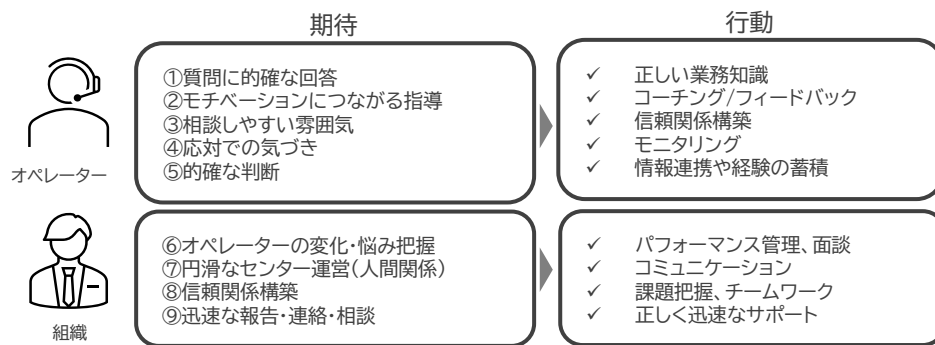 期待
行動
オペレーター
①質問に的確な回答
②モチベーションにつながる指導
③相談しやすい雰囲気
④応対での気づき
⑤的確な判断
✓ 正しい業務知識
✓ コーチング/フィードバック
✓ 信頼関係構築
✓ モニタリング
✓ 情報連携や経験の蓄積
組織
⑥オペレーターの変化・悩み把握
⑦円滑なセンター運営(人間関係)
⑧信頼関係構築
⑨迅速な報告・連絡・相談
✓ パフォーマンス管理、面談
✓ コミュニケーション
✓ 課題把握、チームワーク
✓ 正しく迅速なサポート